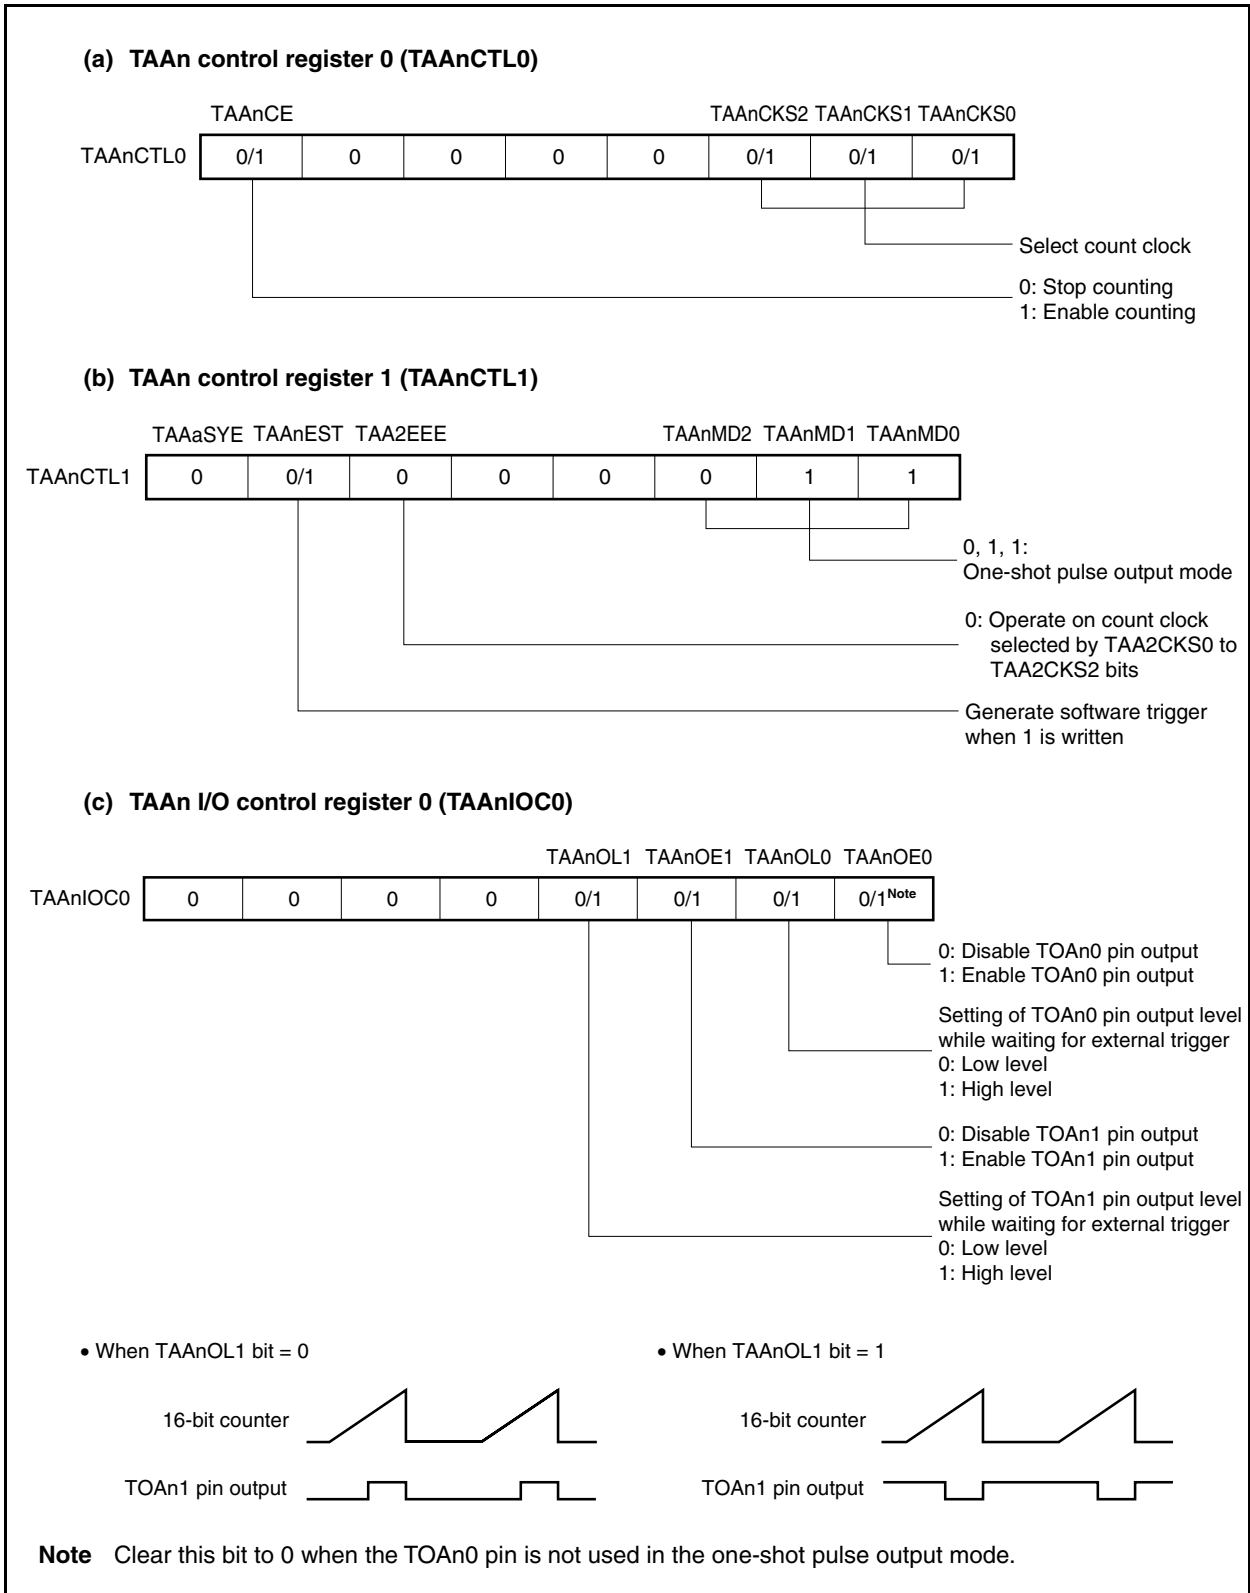 (a) TAAn control register 0 (TAAnCTL0)
TAAnCE TAAnCKS2 TAAnCKS1 TAAnCKS0
TAAnCTL0 0/1 0 0 0 0 0/1 0/1 0/1
Select count clock
0: Stop counting
1: Enable counting
(b) TAAn control register 1 (TAAnCTL1)
TAAaSYE TAAnEST TAA2EEE TAAnMD2 TAAnMD1 TAAnMD0
TAAnCTL1 0 0/1 0 0 0 0 1 1
0, 1, 1:
One-shot pulse output mode
0: Operate on count clock
selected by TAA2CKS0 to
TAA2CKS2 bits
Generate software trigger
when 1 is written
(c) TAAn I/O control register 0 (TAAnIOC0)
TAAnOL1 TAAnOE1 TAAnOL0 TAAnOE0
TAAnIOC0 0 0 0 0 0/1 0/1 0/1 0/1Note
0: Disable TOAn0 pin output
1: Enable TOAn0 pin output
Setting of TOAn0 pin output level
while waiting for external trigger
0: Low level
1: High level
0: Disable TOAn1 pin output
1: Enable TOAn1 pin output
Setting of TOAn1 pin output level
while waiting for external trigger
0: Low level
1: High level
• When TAAnOL1 bit = 0 • When TAAnOL1 bit = 1
16-bit counter 16-bit counter
TOAn1 pin output TOAn1 pin output
Note Clear this bit to 0 when the TOAn0 pin is not used in the one-shot pulse output mode.